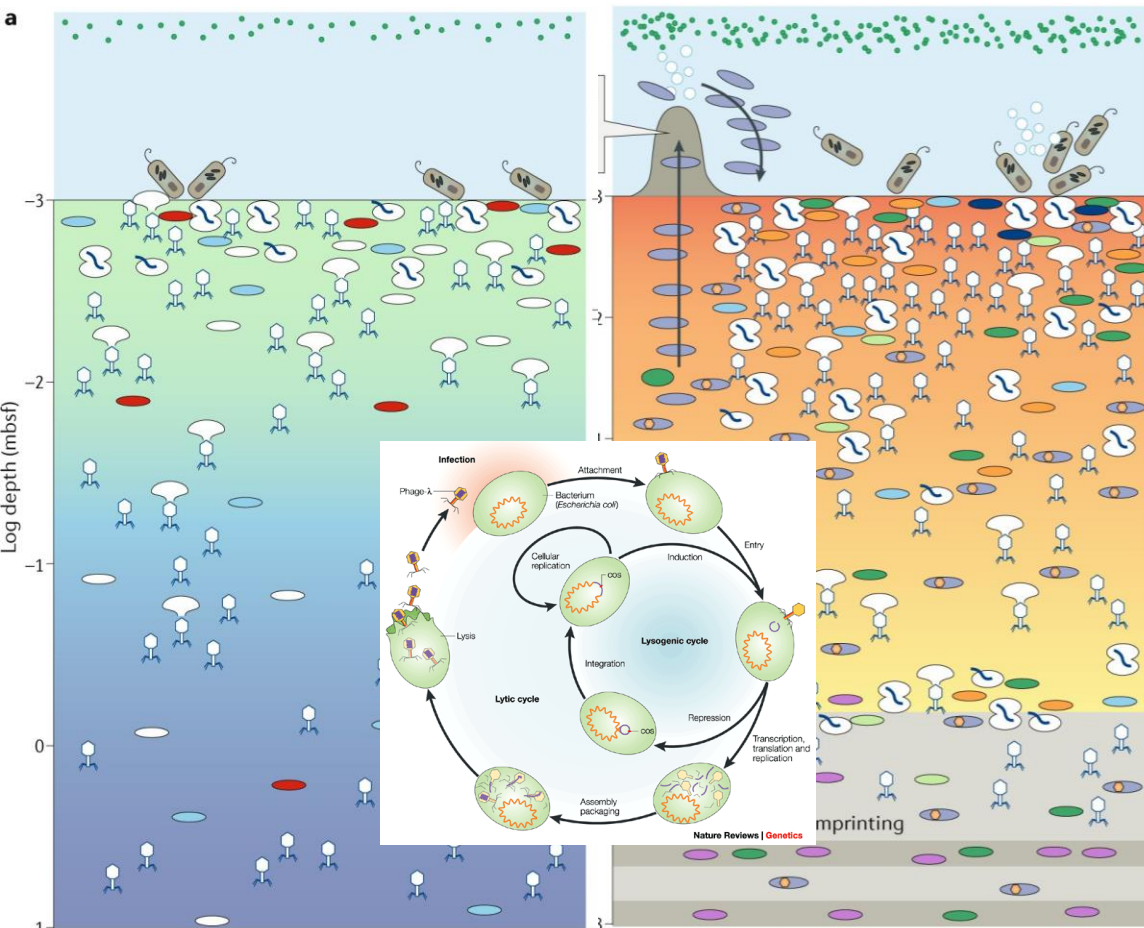 a
Log depth (mbsf)
–3
–2
–1
0
1
Infection
Attachment
Phage-λ
Bacterium
(Escherichia coli)
Entry
Cellular
replication
Induction
cos
Lysis
Lysogenic cycle
Integration
Lytic cycle
cos
Repression
Transcription,
translation and
replication
Assembly
packaging
Nature Reviews | Genetics
mprinting